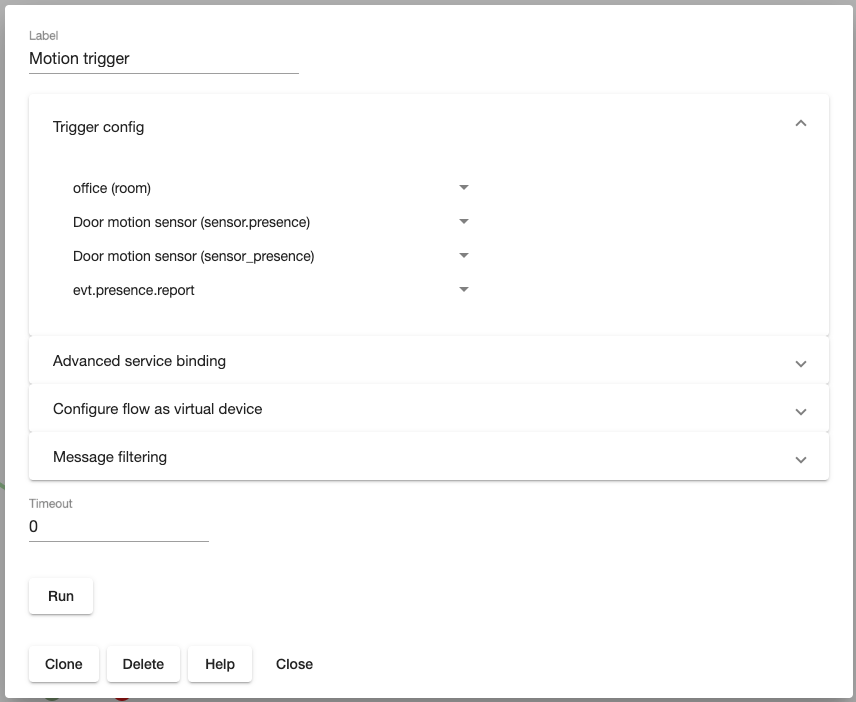 Label
Motion trigger
Trigger config
office (room)
Door motion sensor (sensor.presence)
Door motion sensor (sensor_presence)
evt.presence.report
Advanced service binding
Configure flow as virtual device
Message filtering
Timeout
0
Run
Clone Delete Help Close